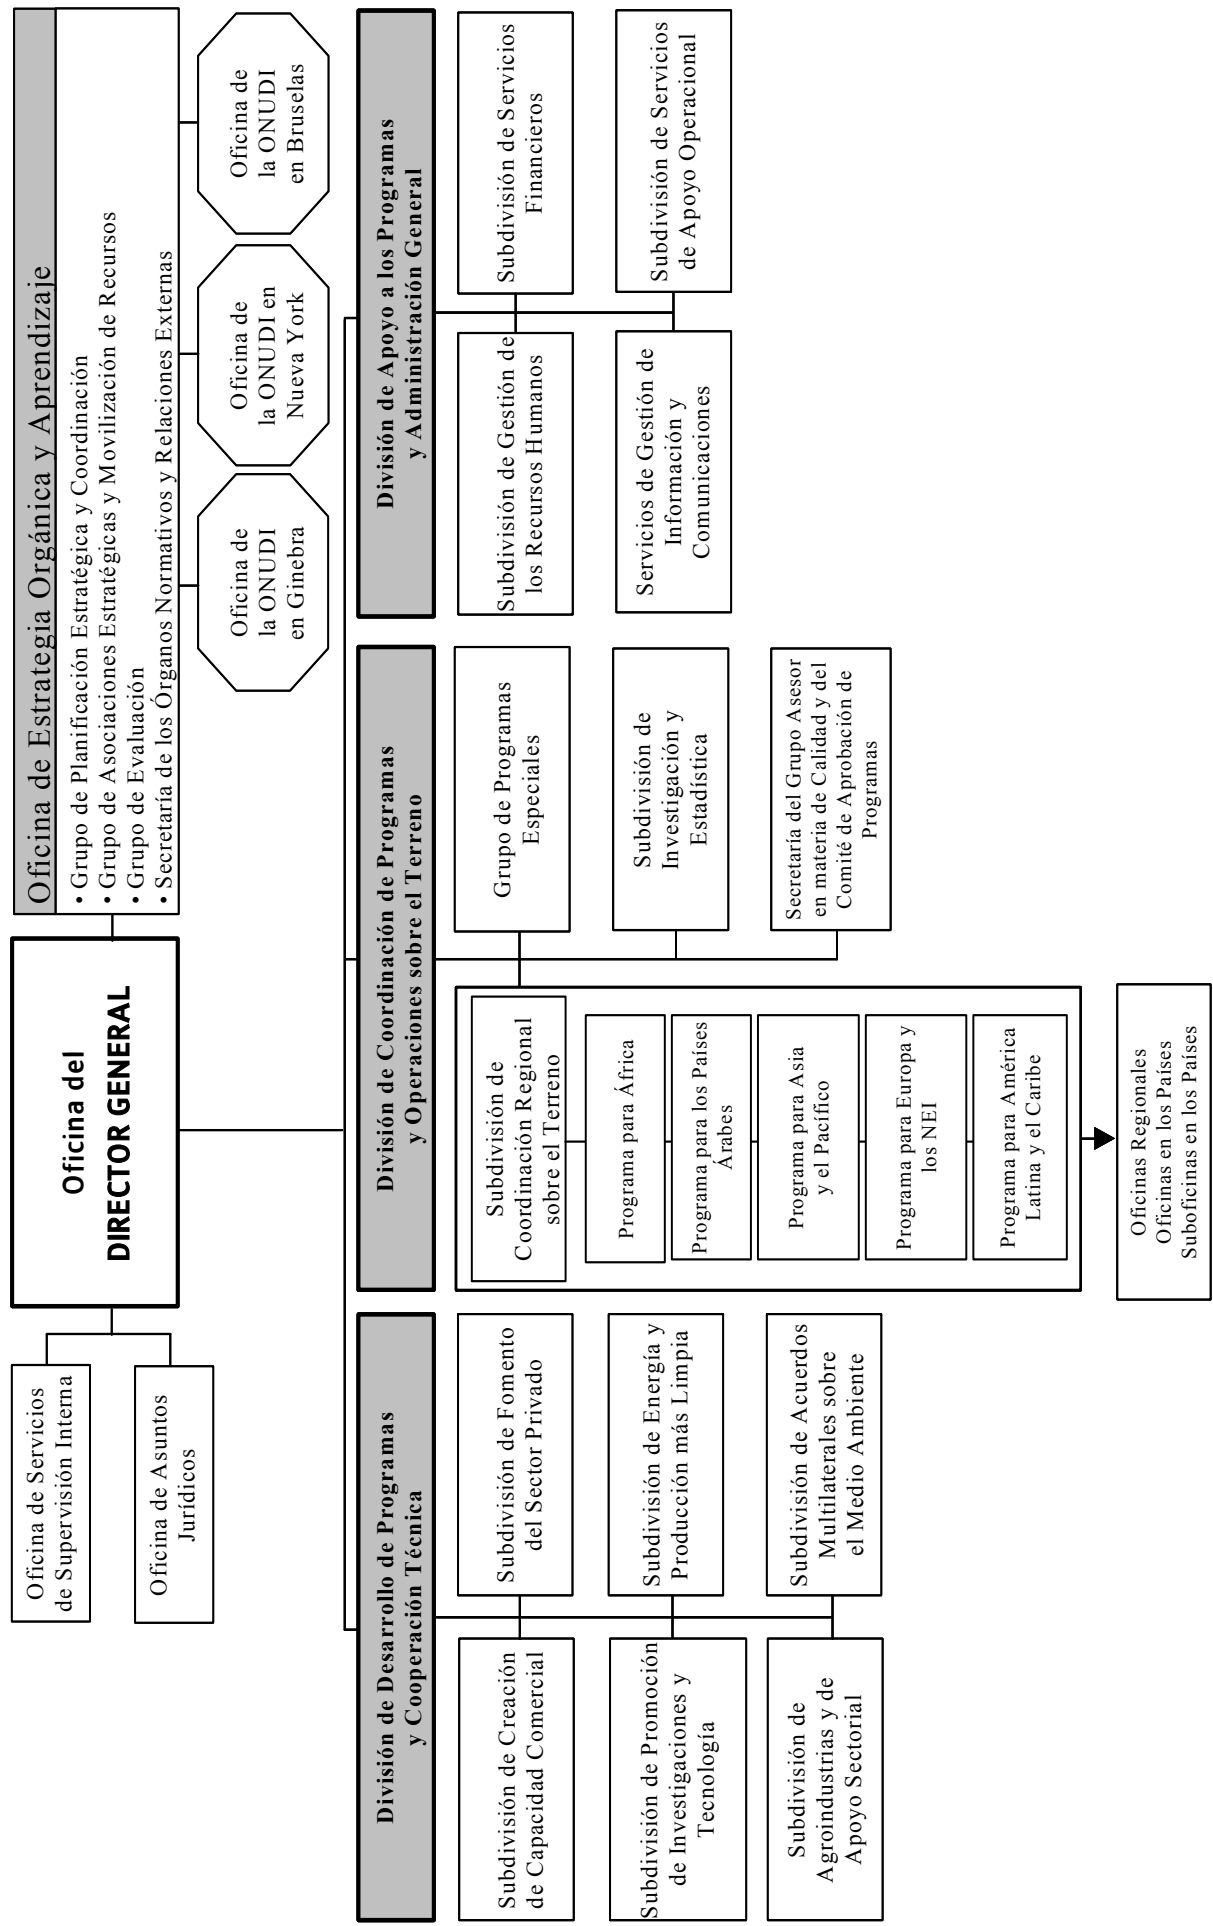 Oficina de Servicios
de Supervisión Interna
Oficina de Asuntos
Jurídicos
Oficina del
DIRECTOR GENERAL
Oficina de Estrategia Orgánica y Aprendizaje
• Grupo de Planificación Estratégica y Coordinación
• Grupo de Asociaciones Estratégicas y Movilización de Recursos
• Grupo de Evaluación
• Secretaría de los Órganos Normativos y Relaciones Externas
Oficina de
la ONUDI
en Ginebra
Oficina de
la ONUDI en
Nueva York
Oficina de
la ONUDI
en Bruselas
División de Desarrollo de Programas
y Cooperación Técnica
Subdivisión de Creación
de Capacidad Comercial
Subdivisión de Fomento
del Sector Privado
Subdivisión de Promoción
de Investigaciones y
Tecnología
Subdivisión de Energía y
Producción más Limpia
Subdivisión de
Agroindustrias y de
Apoyo Sectorial
Subdivisión de Acuerdos
Multilaterales sobre
el Medio Ambiente
División de Coordinación de Programas
y Operaciones sobre el Terreno
Subdivisión de
Coordinación Regional
sobre el Terreno
Programa para África
Programa para los Países
Árabes
Programa para Asia
y el Pacífico
Programa para Europa y
los NEI
Programa para América
Latina y el Caribe
Oficinas Regionales
Oficinas en los Países
Suboficinas en los Países
Grupo de Programas
Especiales
Subdivisión de
Investigación y
Estadística
Secretaría del Grupo Asesor
en materia de Calidad y del
Comité de Aprobación de
Programas
División de Apoyo a los Programas
y Administración General
Subdivisión de Gestión de
los Recursos Humanos
Subdivisión de Servicios
Financieros
Servicios de Gestión de
Información y
Comunicaciones
Subdivisión de Servicios
de Apoyo Operacional